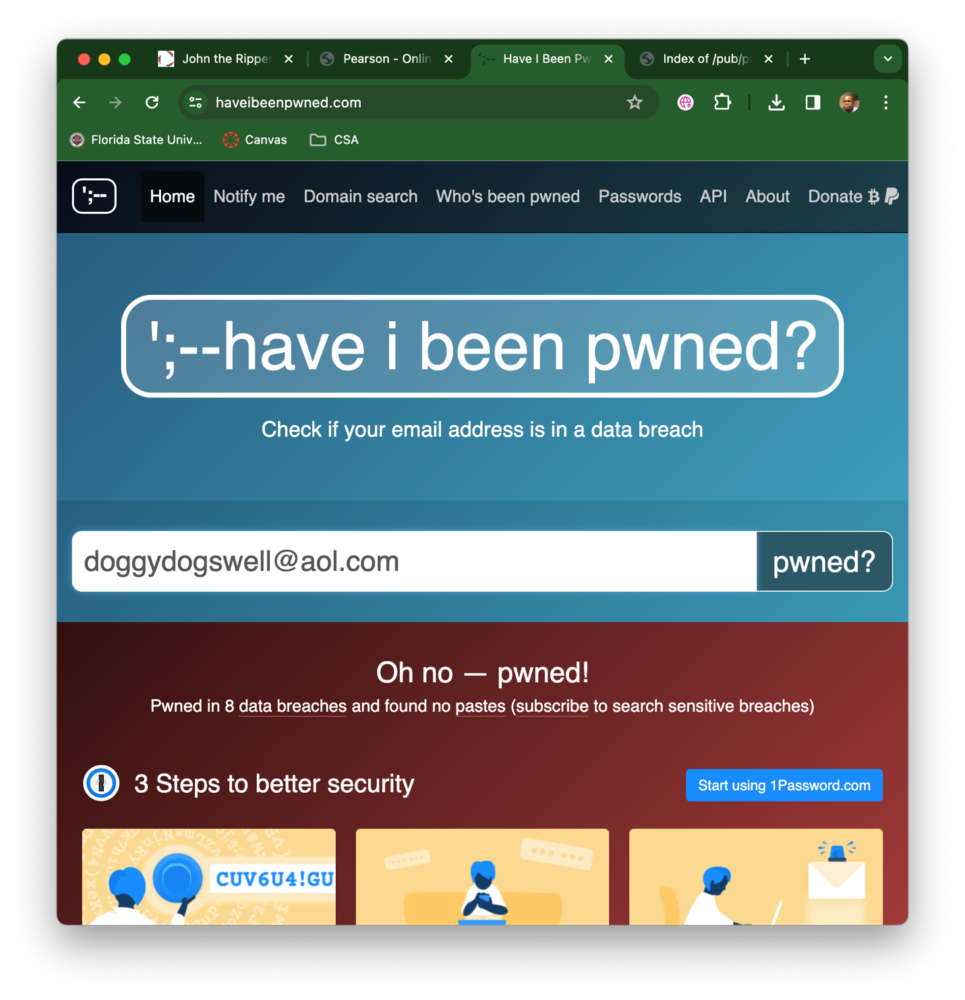 John the Ripper
Pearson - Onlin
';-- Have I Been Pw
Index of /pub/p
haveibeenpwned.com
Florida State Univ...
Canvas
CSA
';--
Home
Notify me
Domain search
Who's been pwned
Passwords
API
About
Donate
';--have i been pwned?
Check if your email address is in a data breach
doggydogswell@aol.com
pwned?
Oh no — pwned!
Pwned in 8 data breaches and found no pastes (subscribe to search sensitive breaches)
3 Steps to better security
Start using 1Password.com
CUV6U4!GU